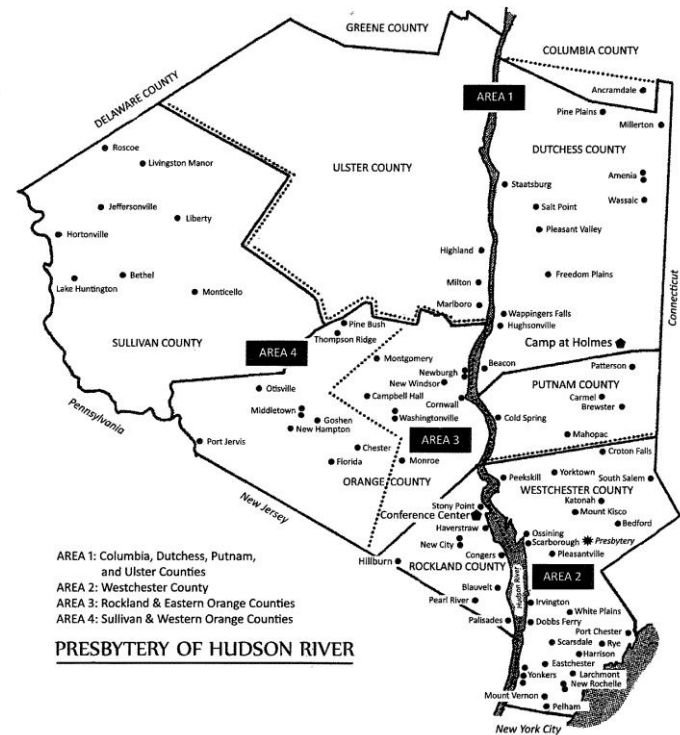 GREENE COUNTY
COLUMBIA COUNTY
DELAWARE COUNTY
AREA 1
Ancramdale
Pine Plains
Millerton
DUTCHESS COUNTY
Roscoe
Livingston Manor
ULSTER COUNTY
Amenia
Staatsburg
Wassaic
Jeffersonville
Salt Point
Liberty
Pleasant Valley
Hortonville
Highland
Bethel
Freedom Plains
Lake Huntington
Milton
Monticello
Connecticut
Marlboro
Wappingers Falls
Pine Bush
Hughsonville
Thompson Ridge
SULLIVAN COUNTY
Camp at Holmes
AREA 4
Montgomery
Patterson
Newburgh
Beacon
New Windsor
PUTNAM COUNTY
Otisville
Campbell Hall
Carmel
Cornwall
Brewster
Middletown
Washingtonville
Cold Spring
Goshen
New Hampton
Pennsylvania
Mahopac
Port Jervis
AREA 3
Chester
Croton Falls
Florida
Monroe
Yorktown
Peekskill
South Salem
ORANGE COUNTY
WESTCHESTER COUNTY
New Jersey
Katonah
Stony Point
Mount Kisco
Conference Center
Bedford
Haverstraw
Ossining
Scarborough
Presbytery
New City
Pleasantville
Congers
Hillburn
ROCKLAND COUNTY
AREA 2
Hudson River
Blauvelt
Pearl River
Irvington
White Plains
Palisades
Dobbs Ferry
Port Chester
Scarsdale
Rye
Harrison
Eastchester
Yonkers
Larchmont
New Rochelle
Mount Vernon
Pelham
New York City
AREA 1: Columbia, Dutchess, Putnam,
and Ulster Counties
AREA 2: Westchester County
AREA 3: Rockland & Eastern Orange Counties
AREA 4: Sullivan & Western Orange Counties
PRESBYTERY OF HUDSON RIVER